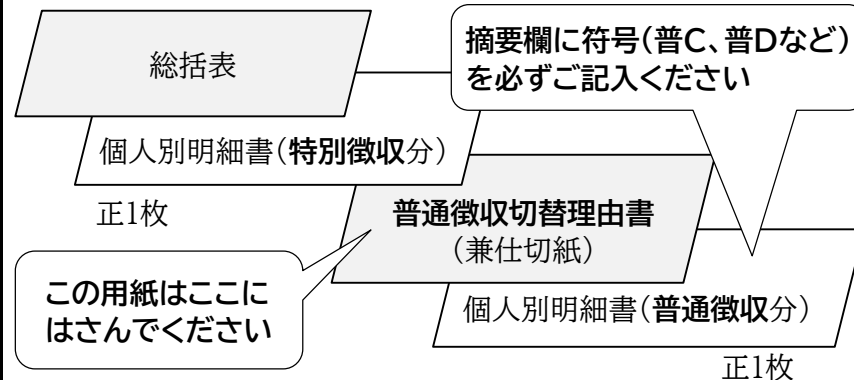 総括表
摘要欄に符号(普C、普Dなど)
を必ずご記入ください
個人別明細書(特別徴収分)
正1枚
普通徴収切替理由書
(兼仕切紙)
この用紙はここに
はさんでください
個人別明細書(普通徴収分)
正1枚